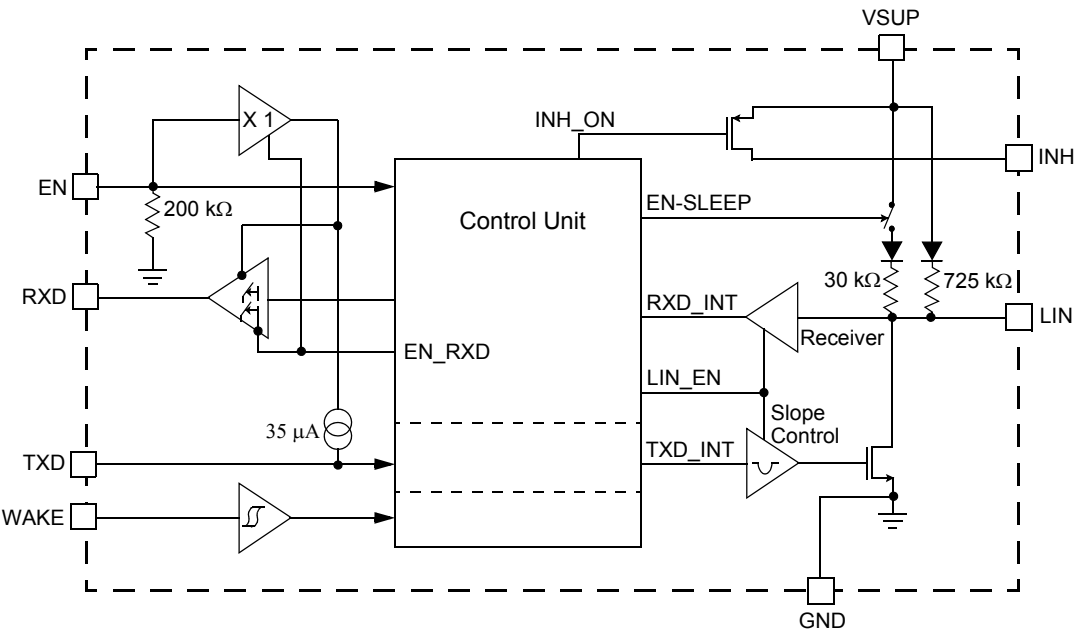 VSUP
X 1
INH_ON
INH
EN
200 kΩ
Control Unit
EN-SLEEP
RXD
30 kΩ
725 kΩ
RXD_INT
LIN
Receiver
EN_RXD
LIN_EN
35 µA
Slope
Control
TXD
TXD_INT
WAKE
GND